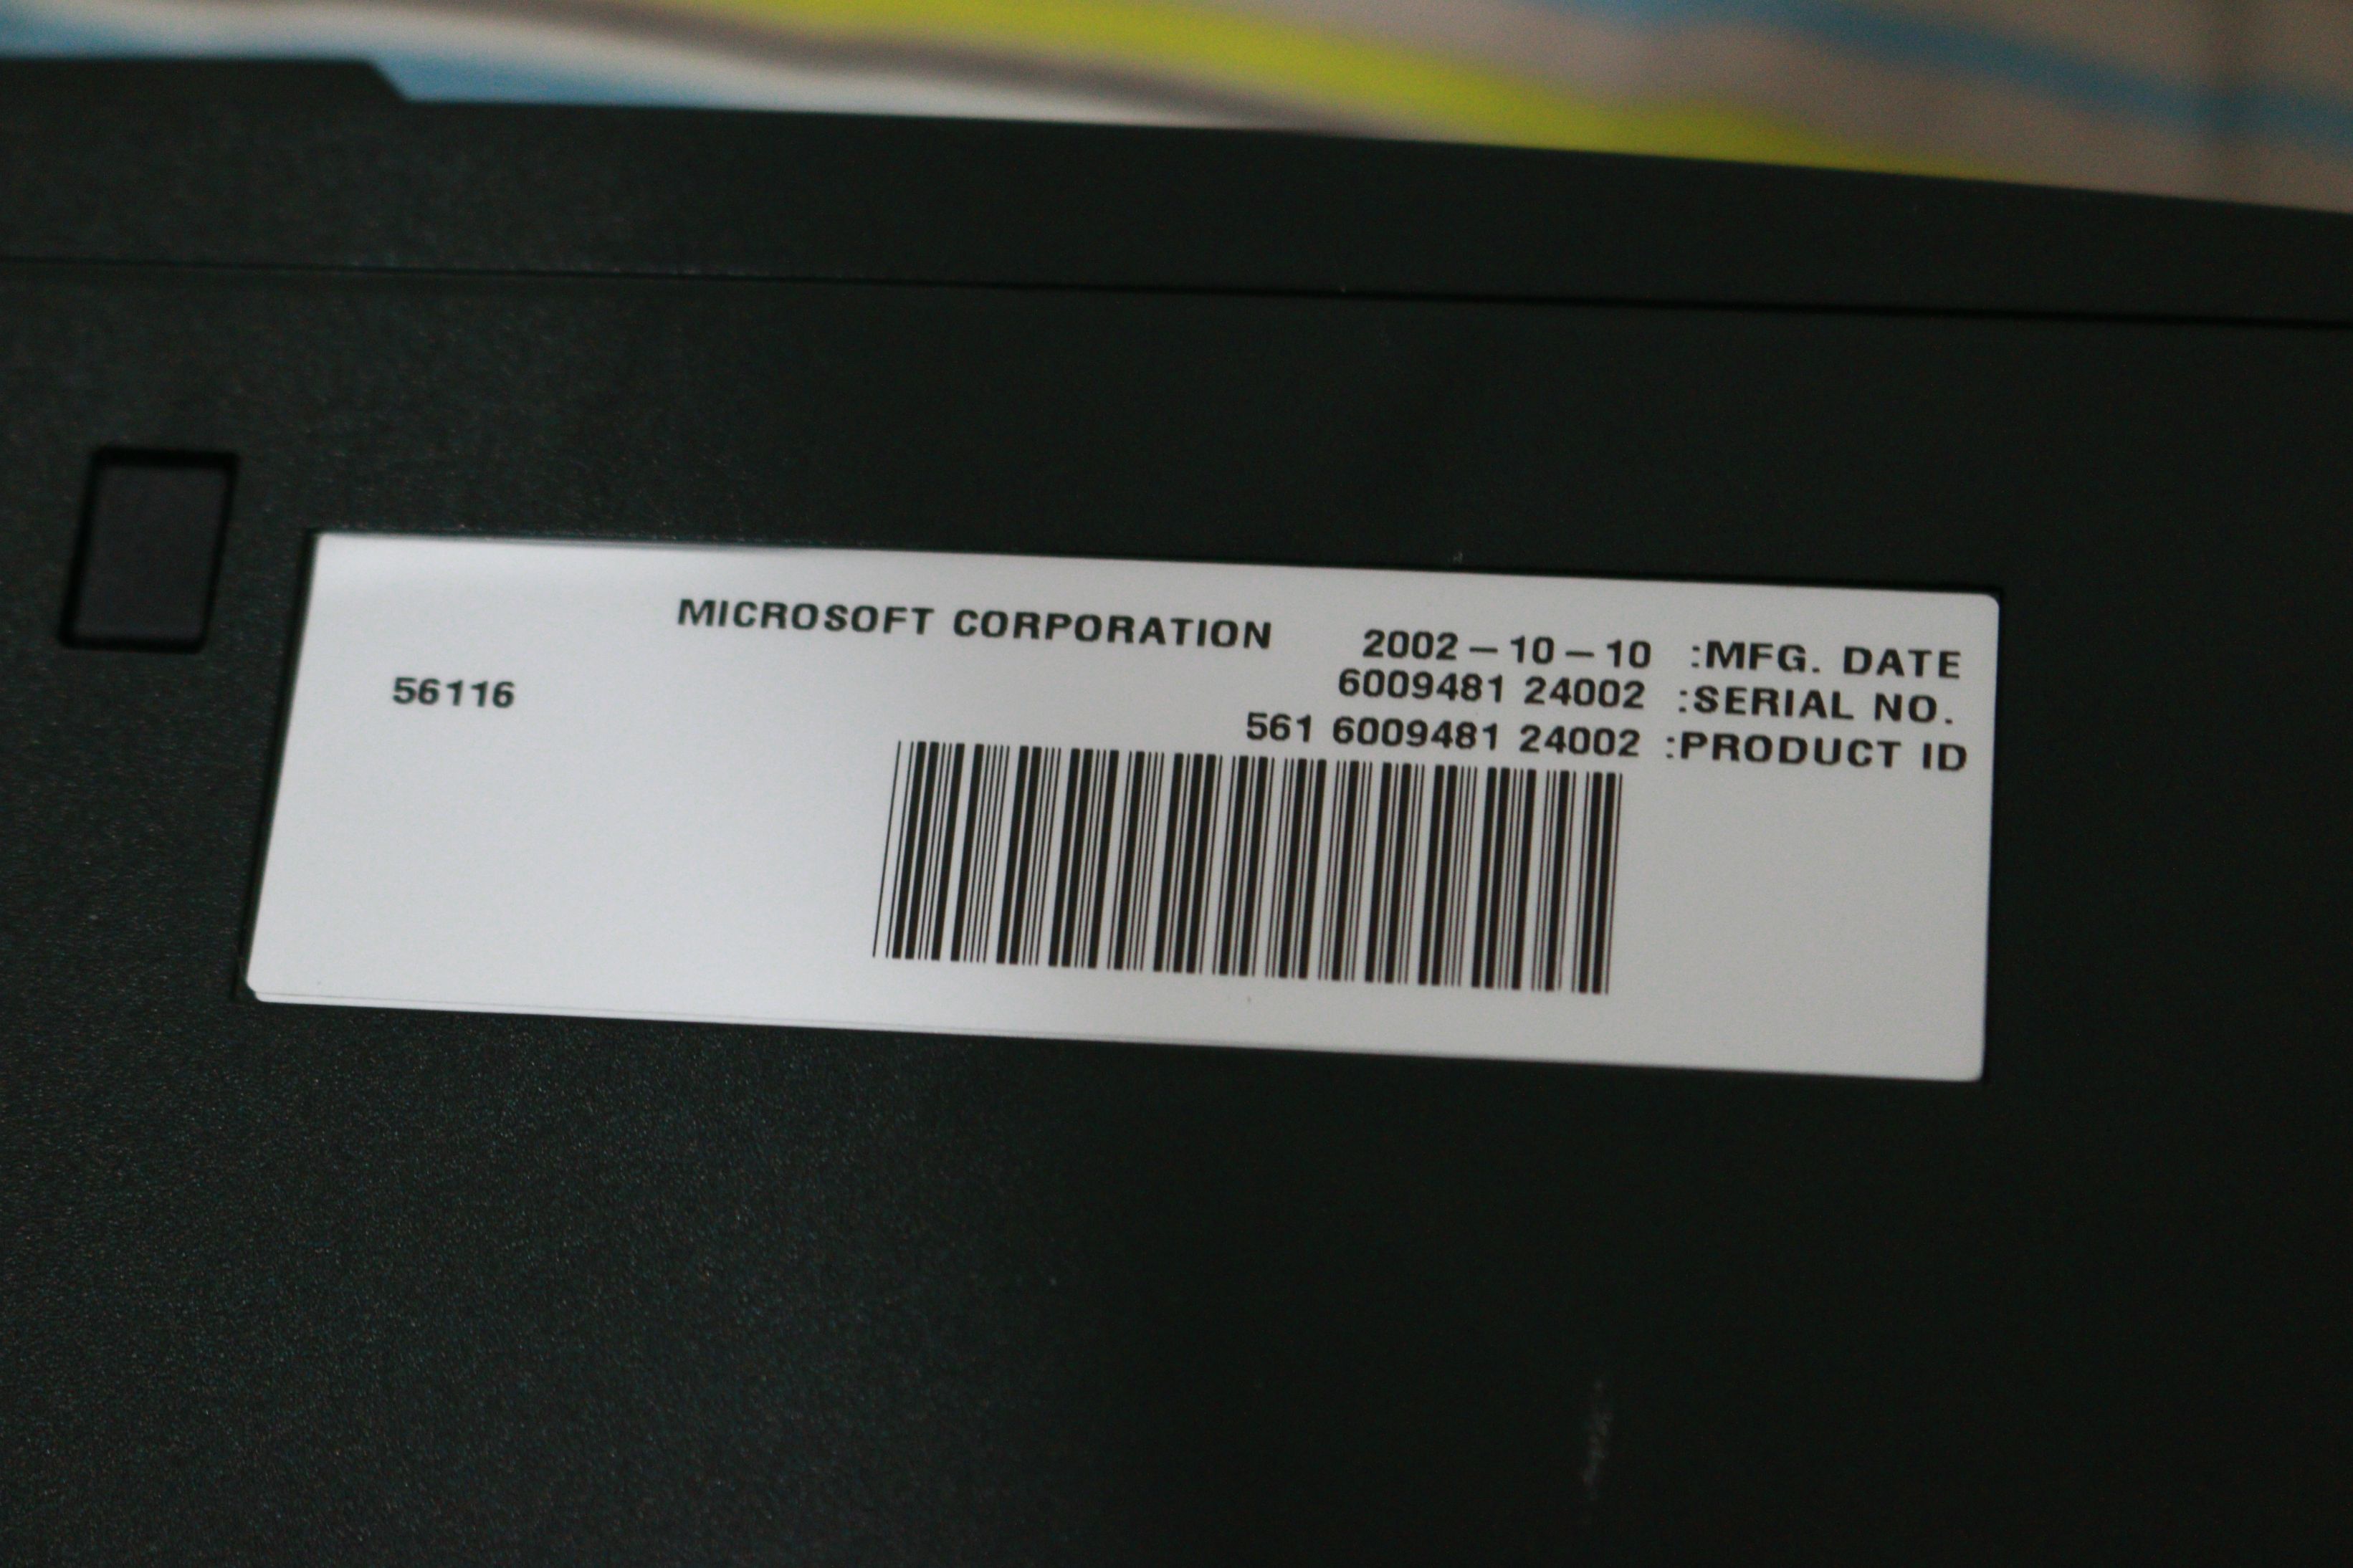 MICROSOFT CORPORATION 2002-10-10 :MFG. DATE
56116 6009481 24002 :SERIAL NO.
561 6009481 24002 :PRODUCT ID